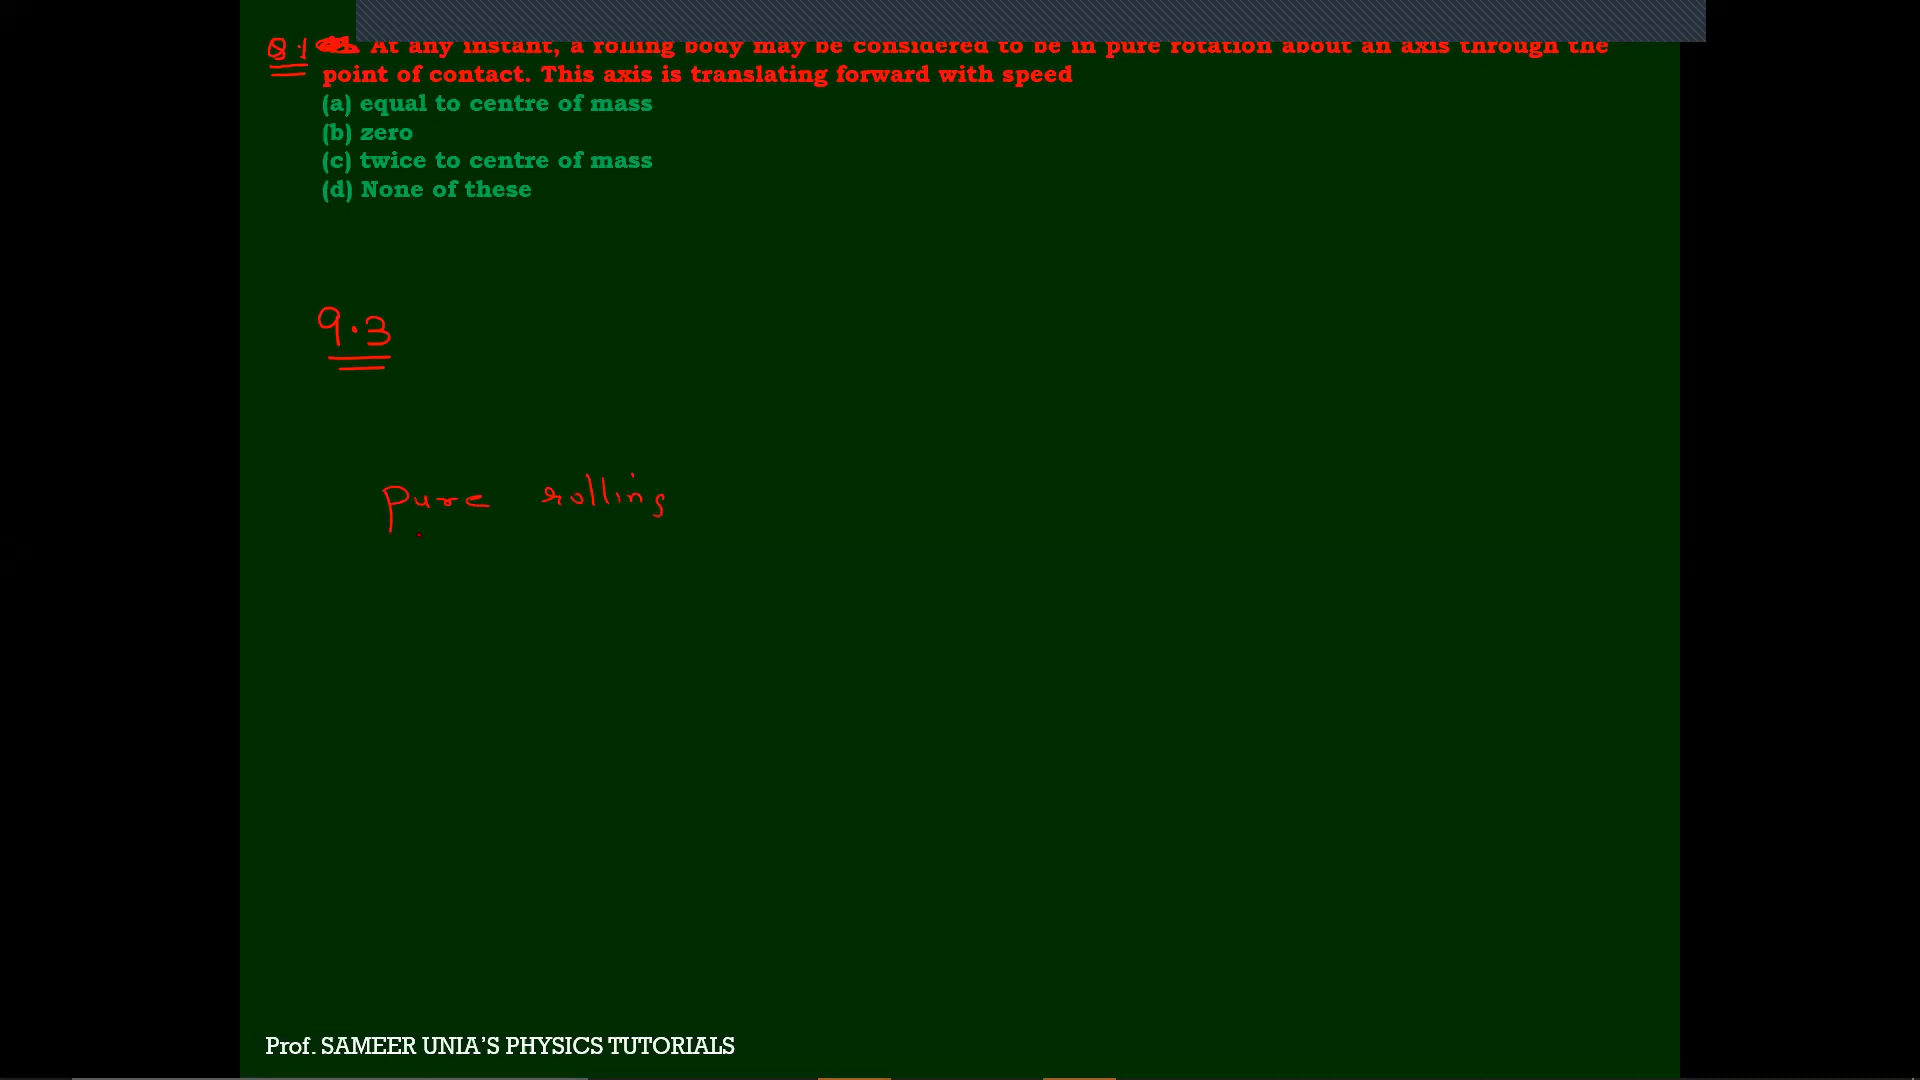 Q.1 At any instant, a rolling body may be considered to be in pure rotation about an axis through the
point of contact. This axis is translating forward with speed
(a) equal to centre of mass
(b) zero
(c) twice to centre of mass
(d) None of these
9.3
Pure rolling
Prof. SAMEER UNIA’S PHYSICS TUTORIALS